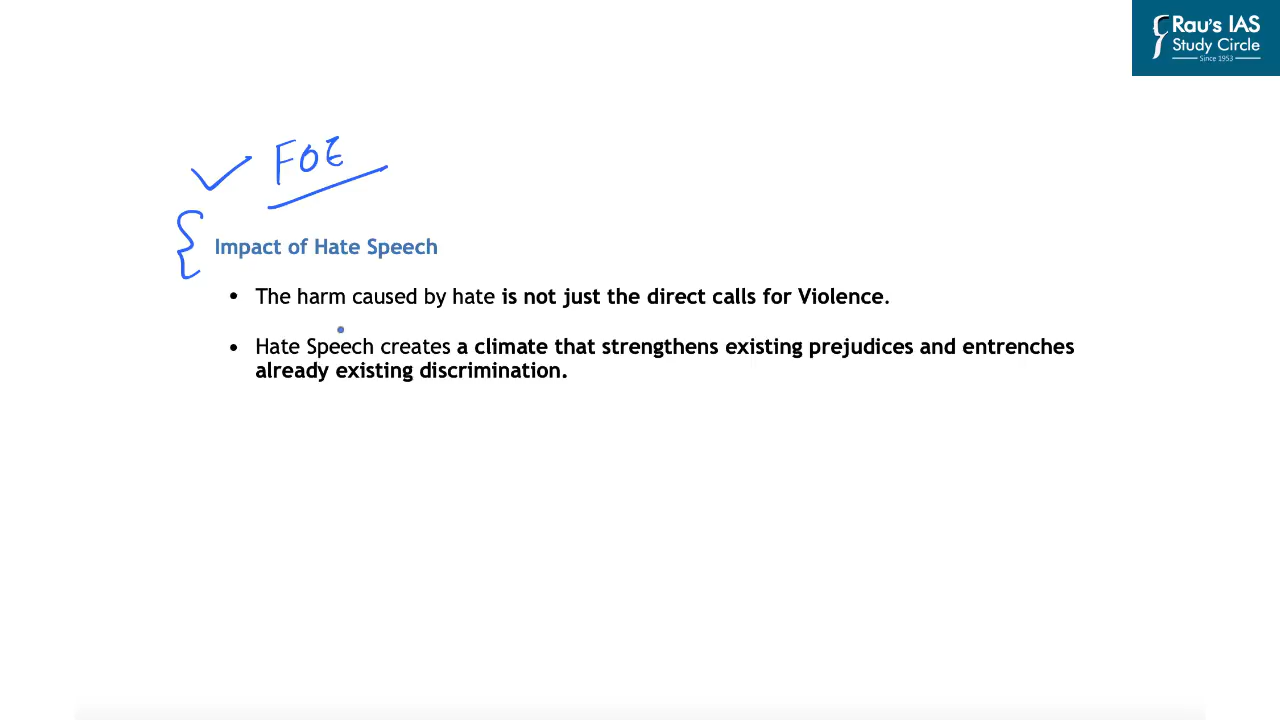 Rau's IAS
Study Circle
Since 1953
FOE
Impact of Hate Speech
• The harm caused by hate is not just the direct calls for Violence.
• Hate Speech creates a climate that strengthens existing prejudices and entrenches
already existing discrimination.